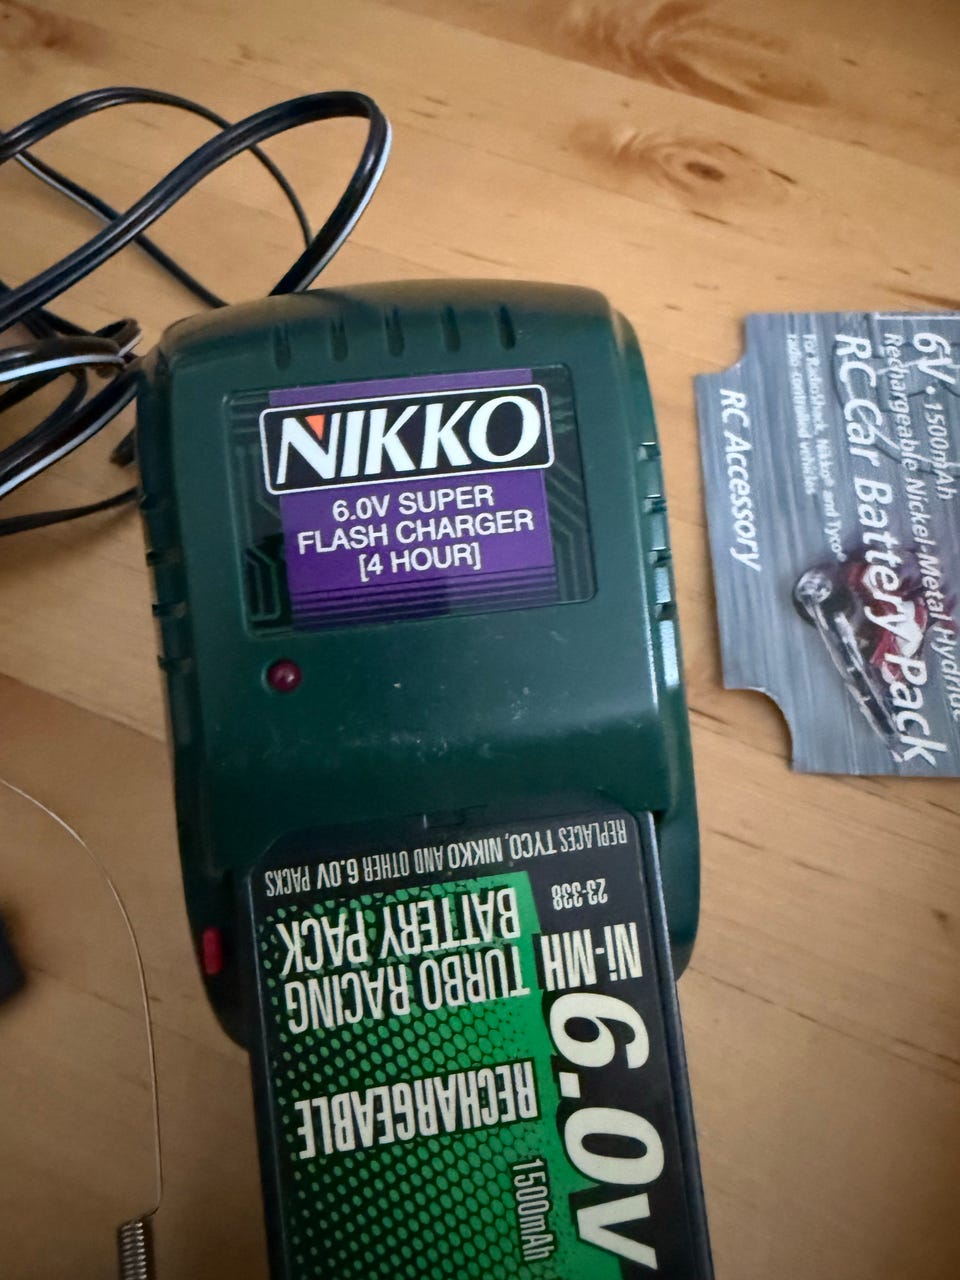 NIKKO
6.0V SUPER
FLASH CHARGER
[4 HOUR]
6V • 1500mAh
Rechargeable Nickel-Metal Hydride
RC Car Battery Pack
For RadioShack, Nikko® and Tyco®
radio-controlled vehicles
RC Accessory
6.0V
Ni-MH
23-338
1500mAh
RECHARGEABLE
TURBO RACING
BATTERY PACK
REPLACES TYCO, NIKKO AND OTHER 6.0V PACKS